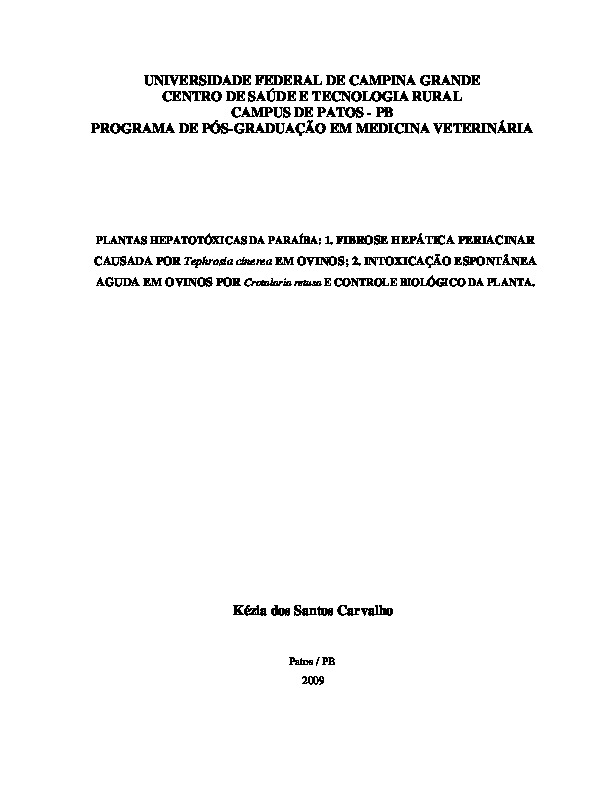 UNIVERSIDADE FEDERAL DE CAMPINA GRANDE
CENTRO DE SAÚDE E TECNOLOGIA RURAL
CAMPUS DE PATOS - PB
PROGRAMA DE PÓS-GRADUAÇÃO EM MEDICINA VETERINÁRIA
PLANTAS HEPATOTÓXICAS DA PARAÍBA: 1. FIBROSE HEPÁTICA PERIACINAR
CAUSADA POR Tephrosia cinerea EM OVINOS; 2. INTOXICAÇÃO ESPONTÂNEA
AGUDA EM OVINOS POR Crotalaria retusa E CONTROLE BIOLÓGICO DA PLANTA.
Kézia dos Santos Carvalho
Patos / PB
2009